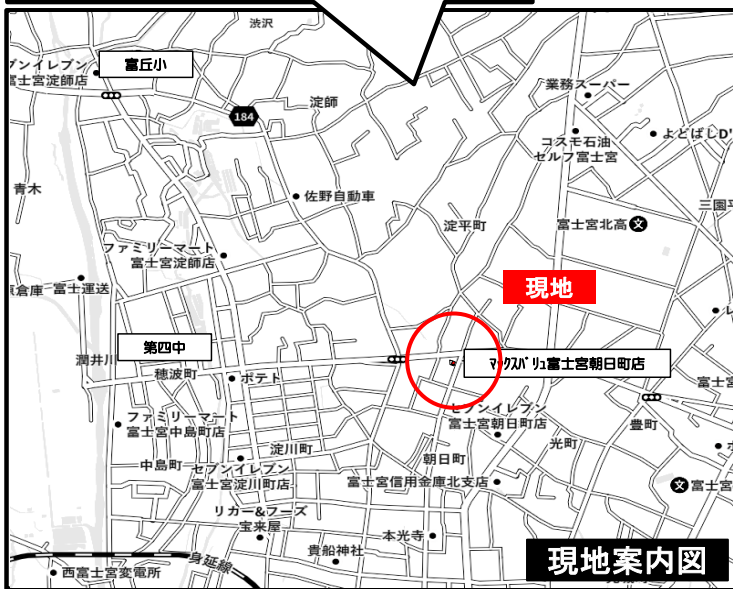 渋沢
ブンイレブン
富士宮淀師店
富丘小
184
淀師
業務スーパー
コスモ石油
セルフ富士宮
よどばしD'
青木
佐野自動車
三園平
淀平町
富士宮北高
文
ファミリーマート
富士宮淀師店
倉庫
富士運送
現地
第四中
潤井川
穂波町
ポテト
マックスバリュ富士宮朝日町店
富士宮
ファミリーマート
富士宮中島町店
セブンイレブン
富士宮朝日町店
豊町
淀川町
光町
中島町
セブンイレブン
富士宮淀川町店
朝日町
富士宮信用金庫北支店
文
富士宮
リカー&フーズ
宝来屋
本光寺
貴船神社
身延線
西富士宮変電所
現地案内図